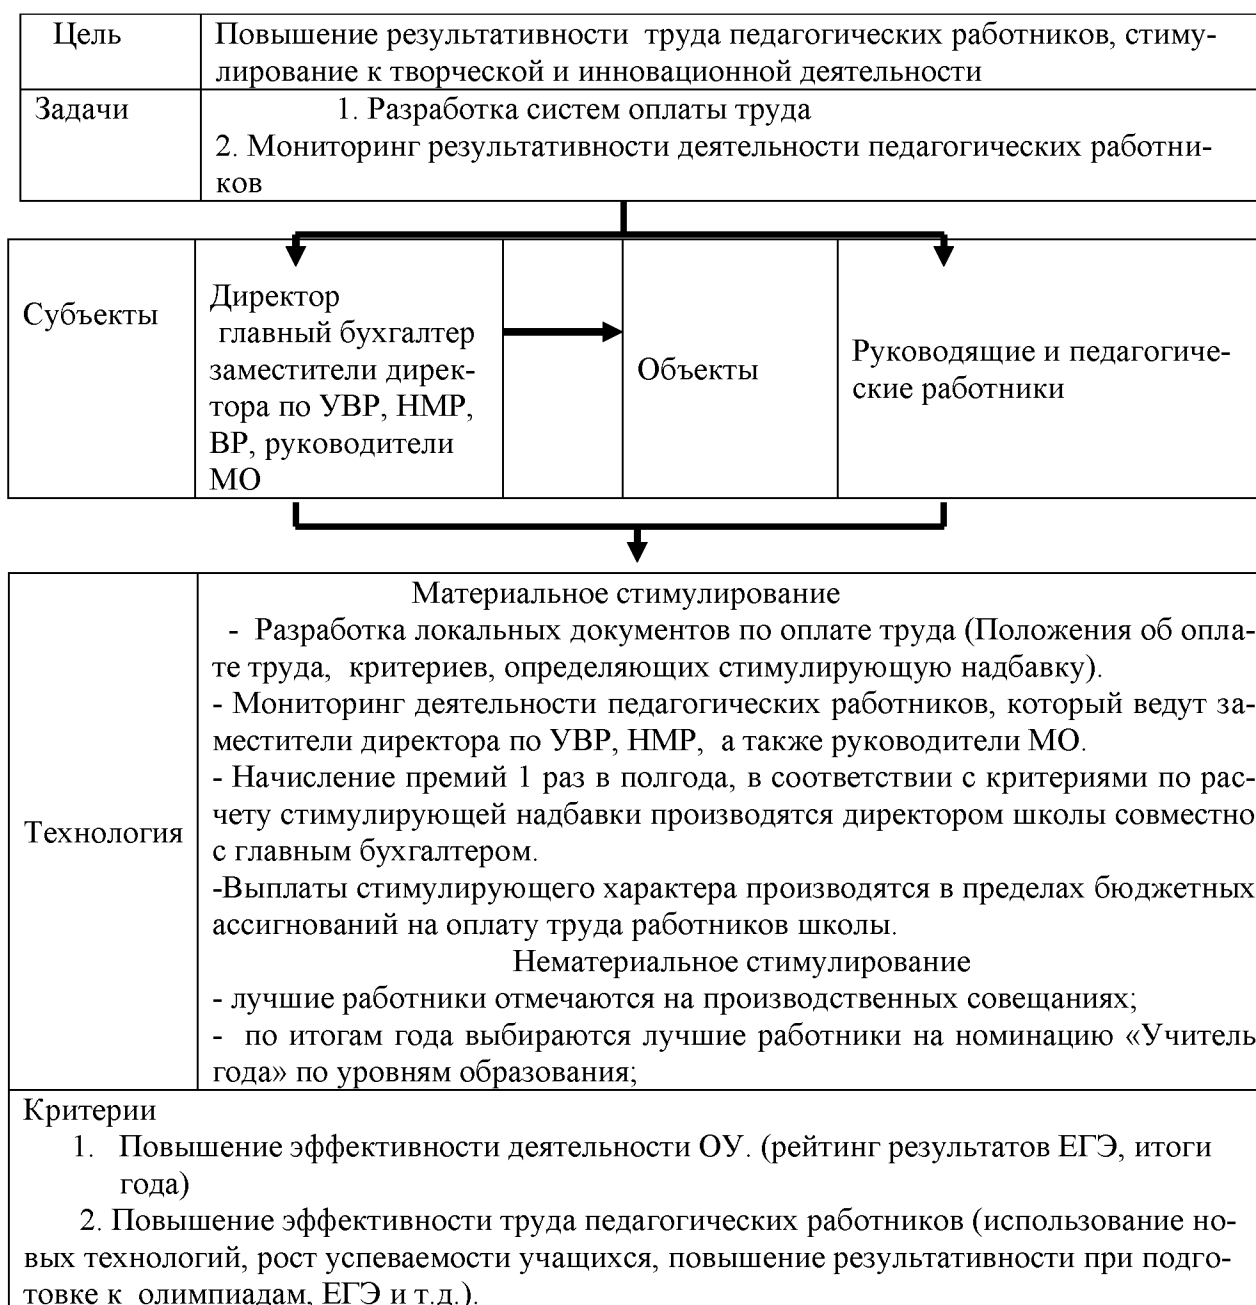 Цель
Повышение результативности труда педагогических работников, стиму-
лирование к творческой и инновационной деятельности
Задачи
1. Разработка систем оплаты труда
2. Мониторинг результативности деятельности педагогических работни-
ков
Субъекты
Директор
главный бухгалтер
заместители дирек-
тора по УВР, НМР,
ВР, руководители
МО
Объекты
Руководящие и педагогиче-
ские работники
Технология
Материальное стимулирование
- Разработка локальных документов по оплате труда (Положения об опла-
те труда, критериев, определяющих стимулирующую надбавку).
- Мониторинг деятельности педагогических работников, который ведут за-
местители директора по УВР, НМР, а также руководители МО.
- Начисление премий 1 раз в полгода, в соответствии с критериями по рас-
чету стимулирующей надбавки производятся директором школы совместно
с главным бухгалтером.
-Выплаты стимулирующего характера производятся в пределах бюджетных
ассигнований на оплату труда работников школы.
Нематериальное стимулирование
- лучшие работники отмечаются на производственных совещаниях;
- по итогам года выбираются лучшие работники на номинацию «Учитель
года» по уровням образования;
Критерии
1. Повышение эффективности деятельности ОУ. (рейтинг результатов ЕГЭ, итоги
года)
2. Повышение эффективности труда педагогических работников (использование но-
вых технологий, рост успеваемости учащихся, повышение результативности при подго-
товке к олимпиадам, ЕГЭ и т.д.).